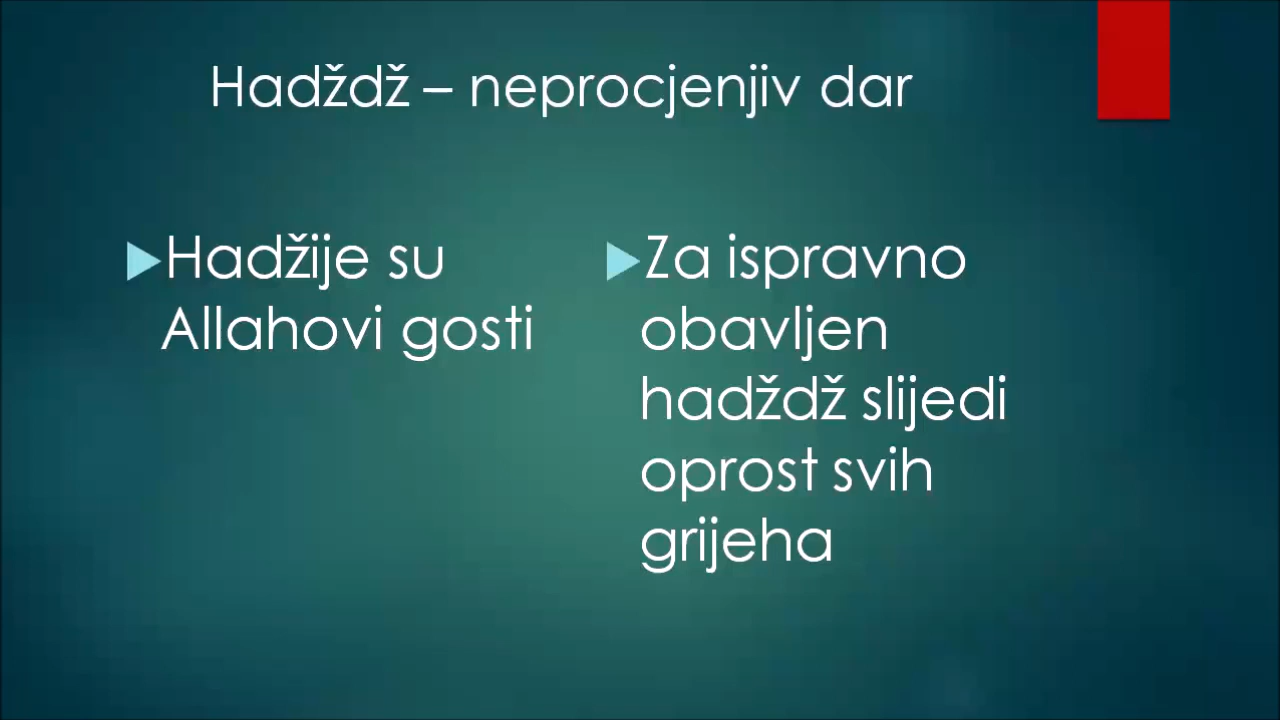 Hadždž – neprocjenjiv dar
Hadžije su
Allahovi gosti
Za ispravno
obavljen
hadždž slijedi
oprost svih
grijeha